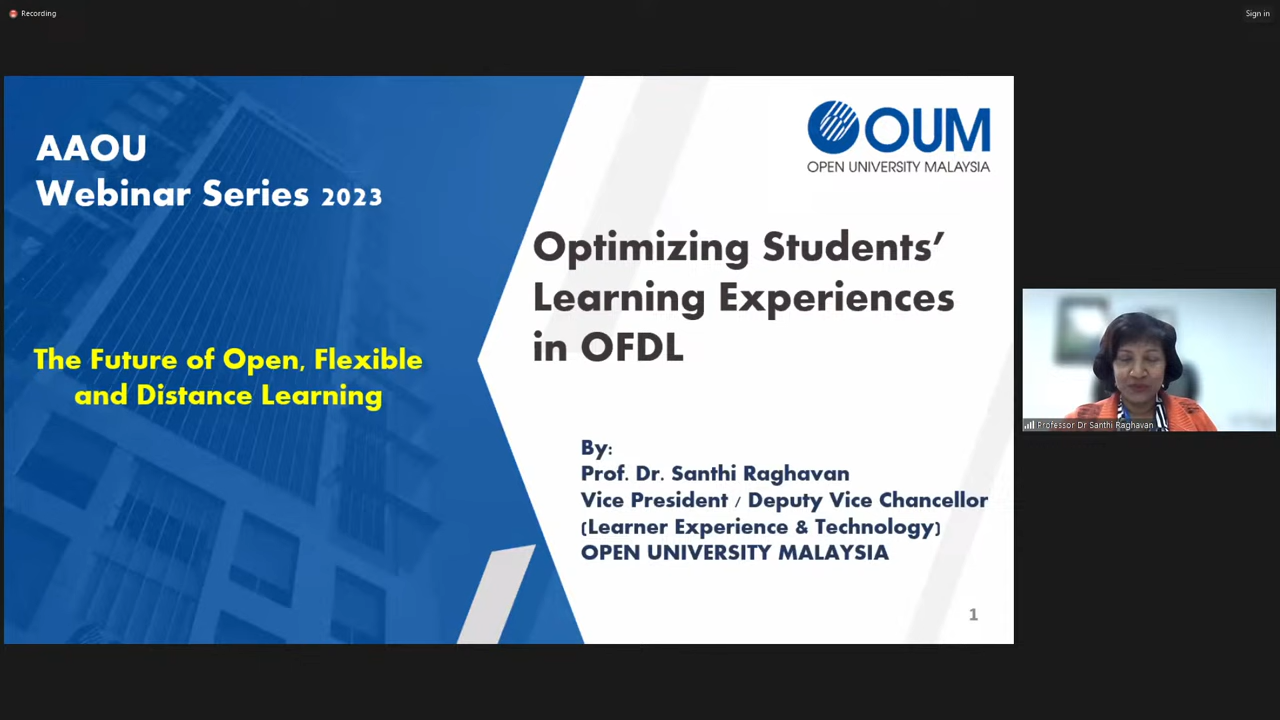 Recording
Sign in
AAOU
Webinar Series 2023
OUM
OPEN UNIVERSITY MALAYSIA
Optimizing Students’
Learning Experiences
in OFDL
The Future of Open, Flexible
and Distance Learning
By:
Prof. Dr. Santhi Raghavan
Vice President / Deputy Vice Chancellor
(Learner Experience & Technology)
OPEN UNIVERSITY MALAYSIA
1
Professor Dr Santhi Raghavan